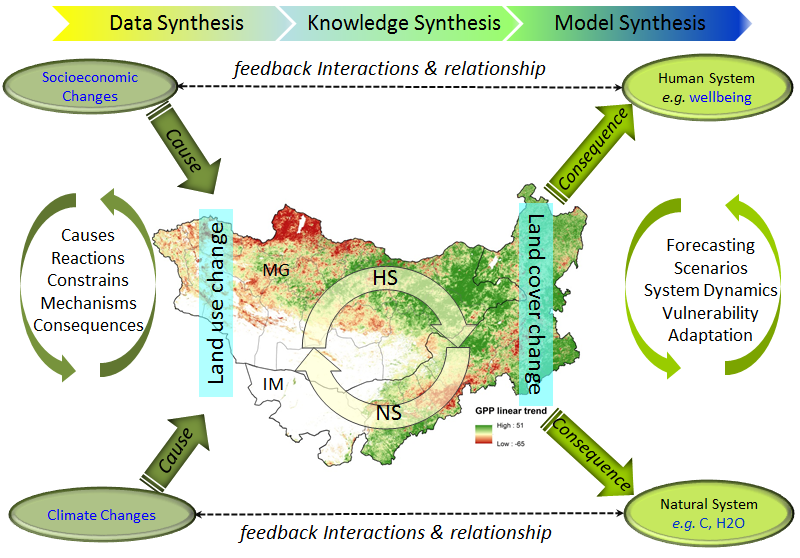 Data Synthesis
Knowledge Synthesis
Model Synthesis
Socioeconomic
Changes
feedback Interactions & relationship
Human System
e.g. wellbeing
Cause
Consequence
Causes
Reactions
Constrains
Mechanisms
Consequences
Land use change
MG
HS
IM
NS
Land cover change
Forecasting
Scenarios
System Dynamics
Vulnerability
Adaptation
GPP linear trend
High : 51
Low : -65
Cause
Consequence
Climate Changes
feedback Interactions & relationship
Natural System
e.g. C, H2O